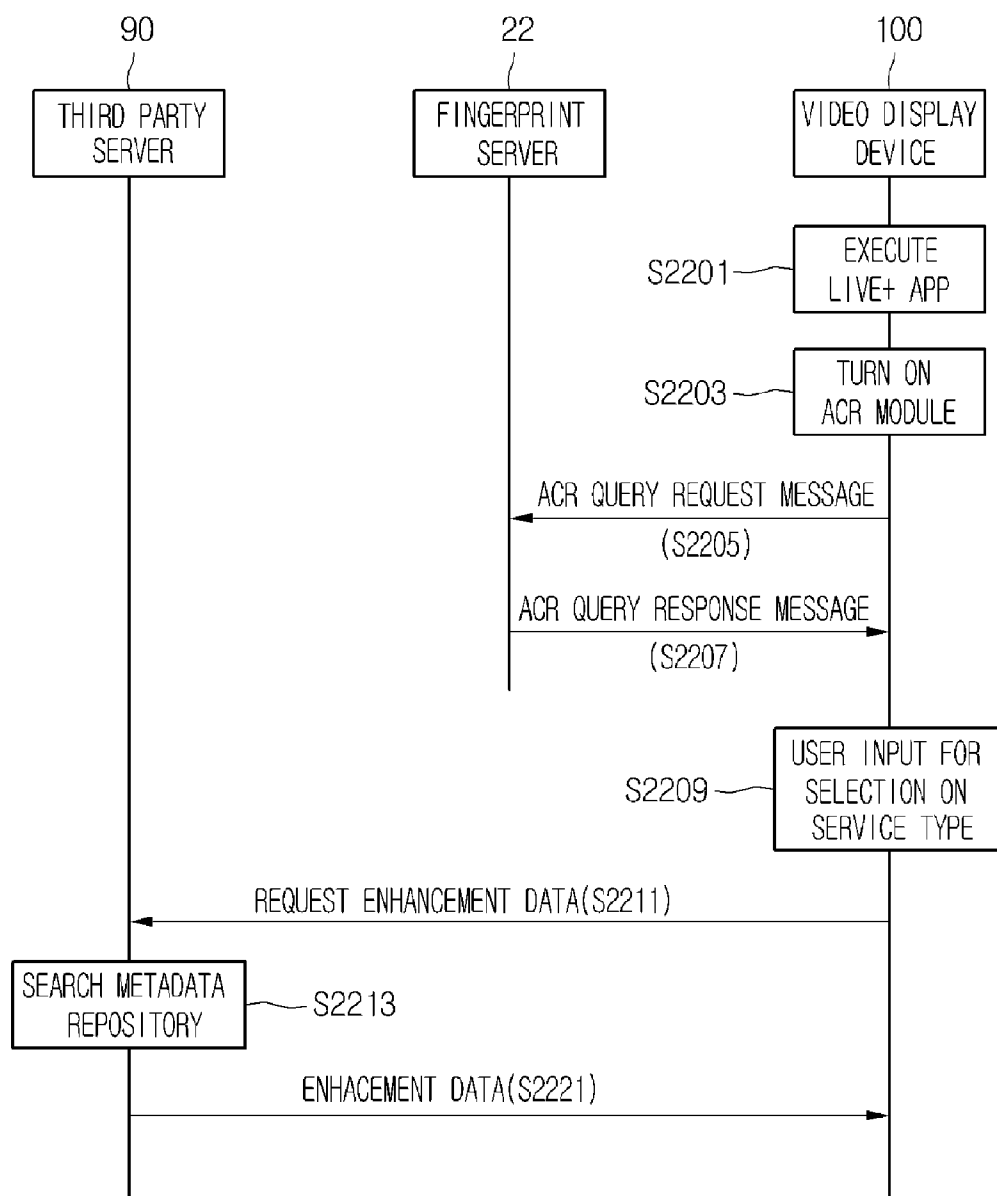 90
22
100
THIRD PARTY
SERVER
FINGERPRINT
SERVER
VIDEO DISPLAY
DEVICE
S2201
EXECUTE
LIVE+ APP
S2203
TURN ON
ACR MODULE
ACR QUERY REQUEST MESSAGE
(S2205)
ACR QUERY RESPONSE MESSAGE
(S2207)
S2209
USER INPUT FOR
SELECTION ON
SERVICE TYPE
REQUEST ENHANCEMENT DATA(S2211)
SEARCH METADATA
REPOSITORY
S2213
ENHACEMENT DATA(S2221)